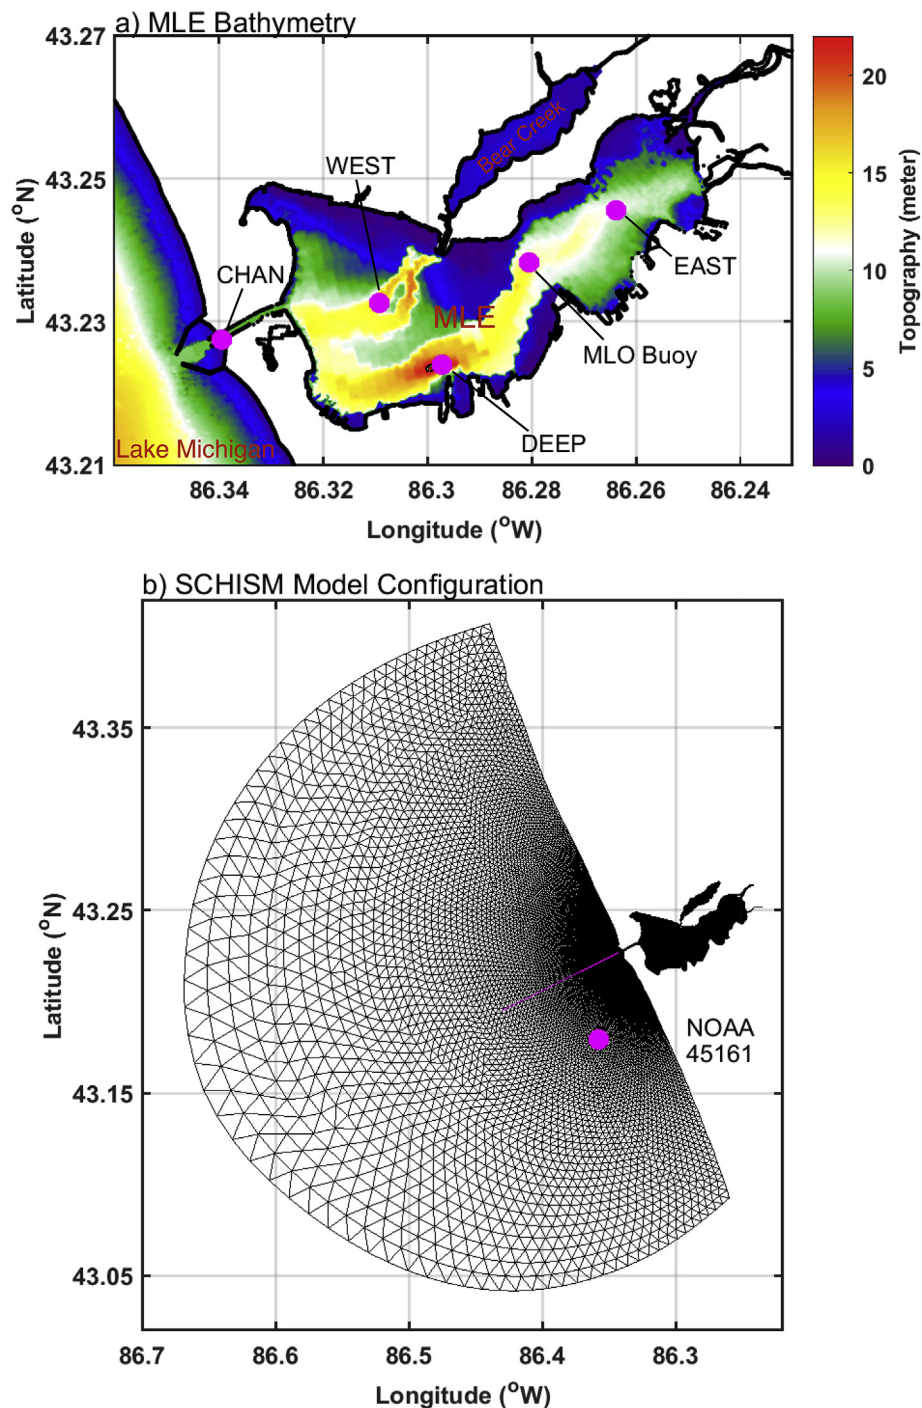 a) MLE Bathymetry
43.27
43.25
43.23
43.21
Latitude (°N)
WEST
CHAN
Bear Creek
MLE
EAST
MLO Buoy
DEEP
Lake Michigan
86.34 86.32 86.3 86.28 86.26 86.24
Longitude (°W)
20
15
10
5
0
Topography (meter)
b) SCHISM Model Configuration
43.35
43.25
43.15
43.05
Latitude (°N)
NOAA
45161
86.7 86.6 86.5 86.4 86.3
Longitude (°W)